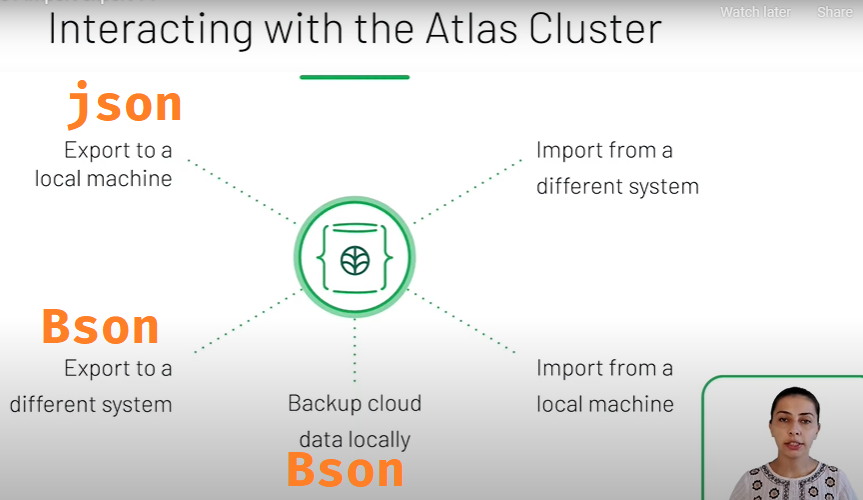 Interacting with the Atlas Cluster
Watch later
Share
json
Export to a
local machine
Import from a
different system
Bson
Export to a
different system
Backup cloud
data locally
Bson
Import from a
local machine